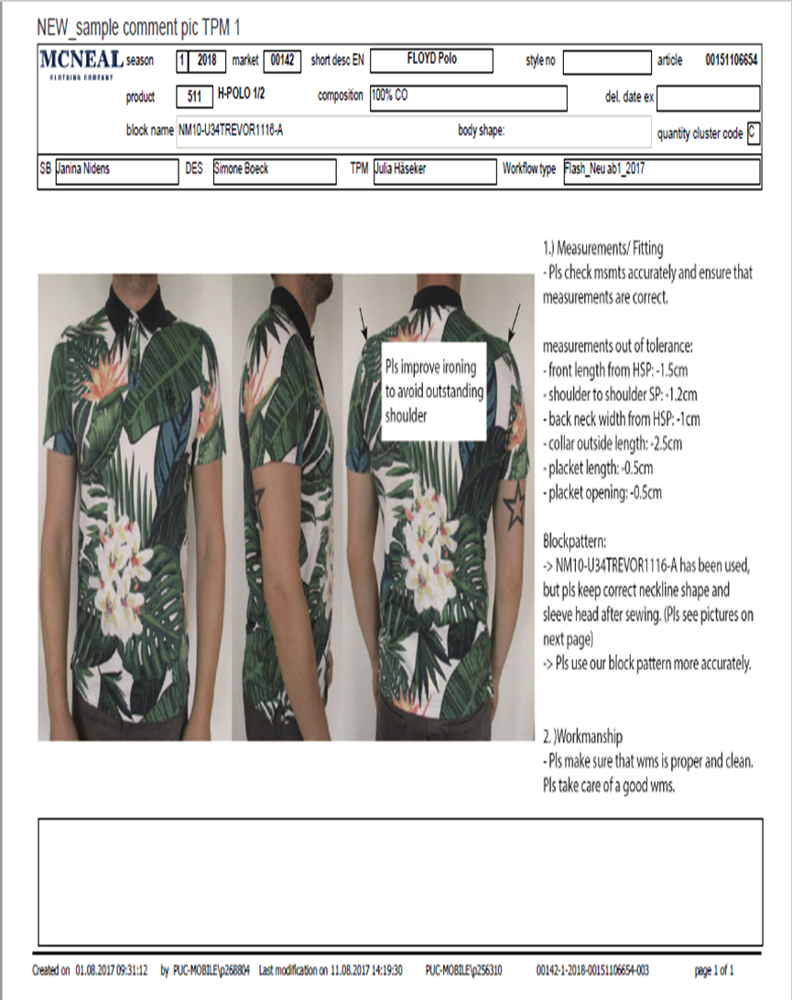 NEW_sample comment pic TPM 1
MCNEAL season 1 2018 market 00142 short desc EN FLOYD Polo style no article 00151106654
CLOTHING COMPANY
product 511 H-POLO 1/2 composition 100% CO del. date ex
block name NM10-U34TREVOR1116-A body shape: quantity cluster code C
SB Janina Nidens DES Simone Boeck TPM Julia Häseker Workflow type Flash_Neu ab1_2017
1.) Measurements/ Fitting
- Pls check msmts accurately and ensure that
measurements are correct.
measurements out of tolerance:
- front length from HSP: -1.5cm
- shoulder to shoulder SP: -1.2cm
- back neck width from HSP: -1cm
- collar outside length: -2.5cm
- placket length: -0.5cm
- placket opening: -0.5cm
Blockpattern:
-> NM10-U34TREVOR1116-A has been used,
but pls keep correct neckline shape and
sleeve head after sewing. (Pls see pictures on
next page)
-> Pls use our block pattern more accurately.
2. )Workmanship
- Pls make sure that wms is proper and clean.
Pls take care of a good wms.
Pls improve ironing
to avoid outstanding
shoulder
Created on 01.08.2017 09:31:12 by PUC-MOBILE\p268804 Last modification on 11.08.2017 14:19:30 PUC-MOBILE\p256310 00142-1-2018-00151106654-003 page 1 of 1